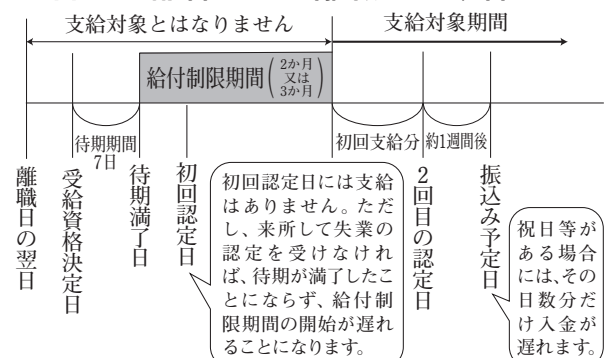 支給対象とはなりません
支給対象期間
給付制限期間(2か月又は3か月)
待期期間
7日
初回支給分
約1週間後
離職日の翌日
受給資格決定日
待期満了日
初回認定日
2回目の認定日
振込み予定日
初回認定日には支給
はありません。ただ
し、来所して失業の
認定を受けなけれ
ば、待期が満了したこ
とにならず、給付制
限期間の開始が遅れ
ることになります。
祝日等が
ある場合
には、その
日数分だ
け入金が
遅れます。